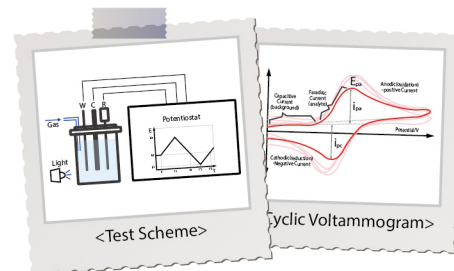 W C R
Gas
Light
Potentiostat
E
<Test Scheme>
Epa
Anodic(oxidation)
-positive Current
Faradaic
Current
(analyte)
Capacitive
Current
(background)
ipa
Potential/V
ipc
Cathodic(reduction)
-Negative Current
Cyclic Voltammogram>